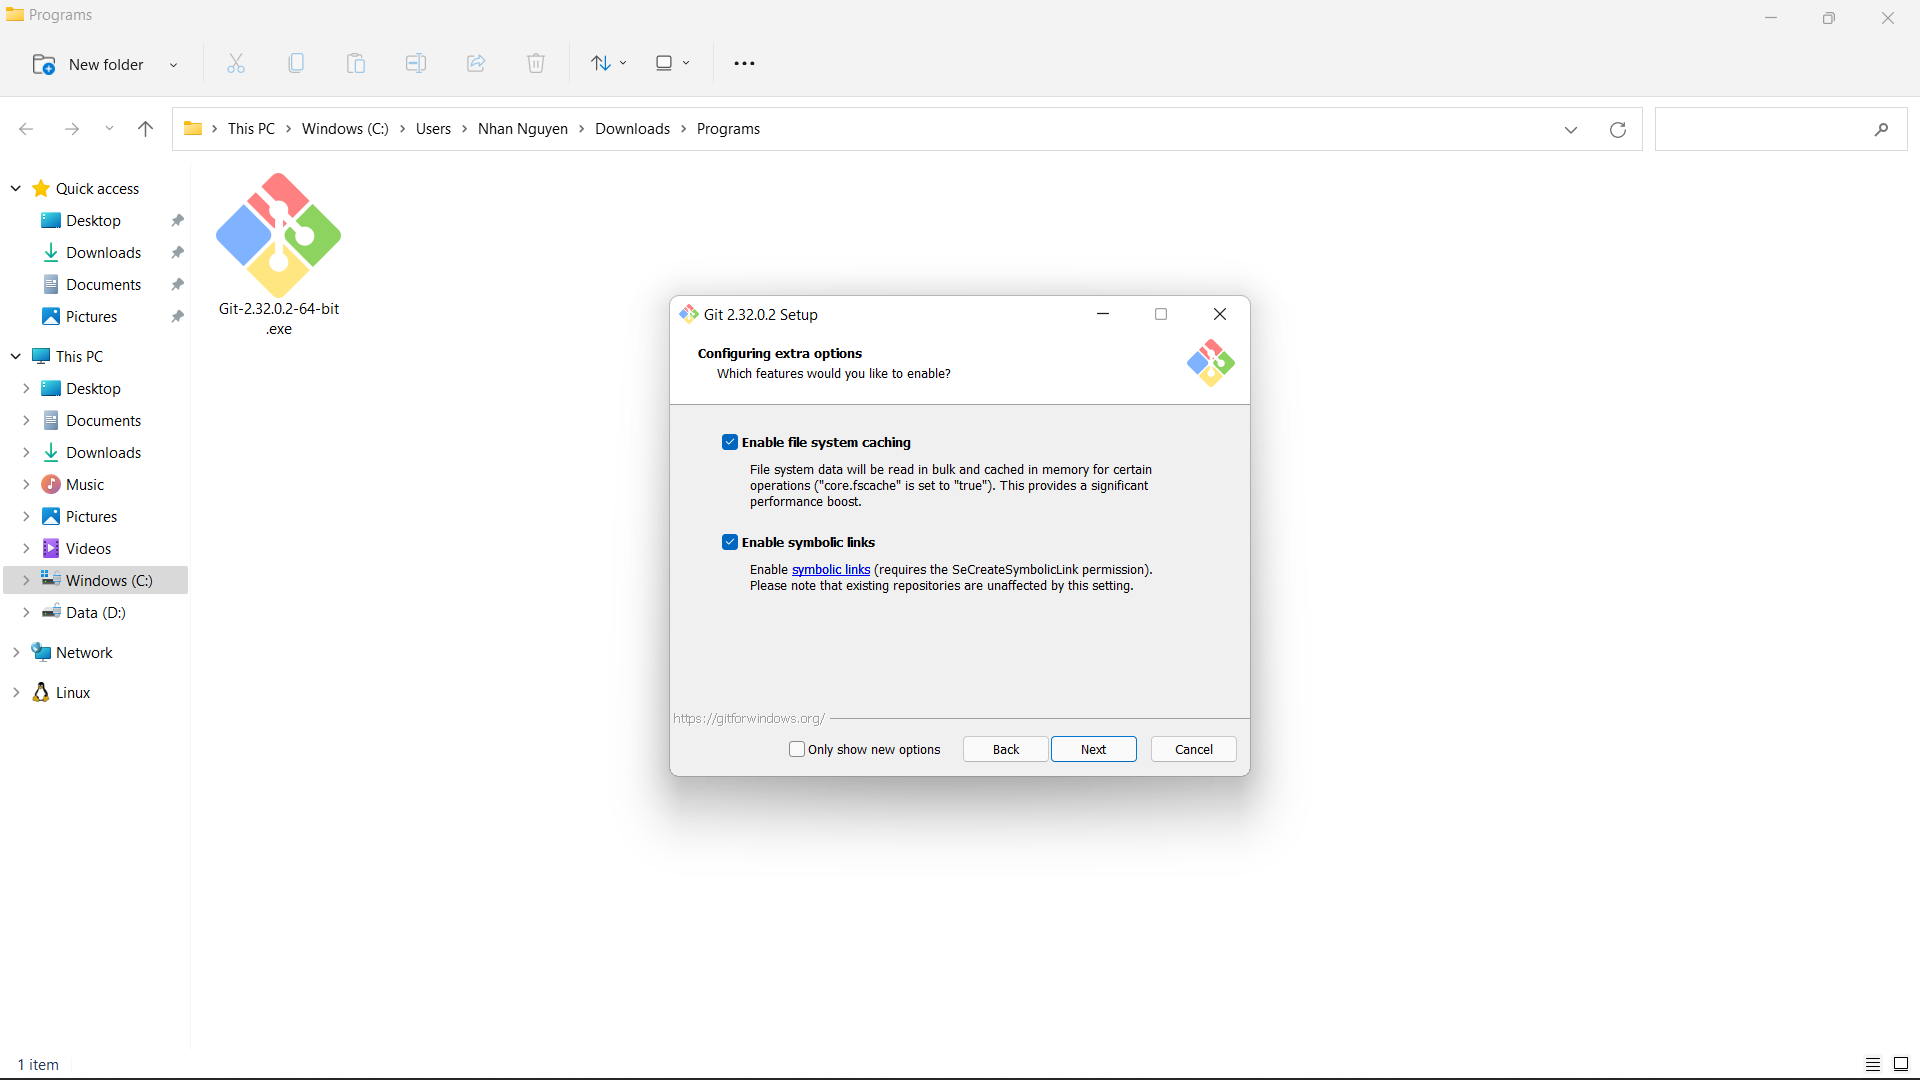 Programs
New folder
This PC
Windows (C:)
Users
Nhan Nguyen
Downloads
Programs
Quick access
Desktop
Downloads
Documents
Pictures
This PC
Desktop
Documents
Downloads
Music
Pictures
Videos
Windows (C:)
Data (D:)
Network
Linux
Git-2.32.0.2-64-bit
.exe
Git 2.32.0.2 Setup
Configuring extra options
Which features would you like to enable?
Enable file system caching
File system data will be read in bulk and cached in memory for certain
operations ("core.fscache" is set to "true"). This provides a significant
performance boost.
Enable symbolic links
Enable symbolic links (requires the SeCreateSymbolicLink permission).
Please note that existing repositories are unaffected by this setting.
https://gitforwindows.org/
Only show new options
Back
Next
Cancel
1 item